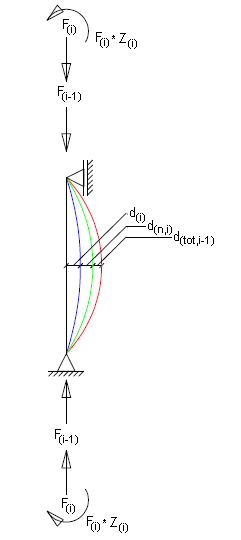 F(i)
F(i) * Z(i)
F(i-1)
d(i)
d(n,i)
d(tot,i-1)
F(i-1)
F(i)
F(i) * Z(i)